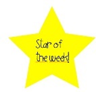 Star of
the week!